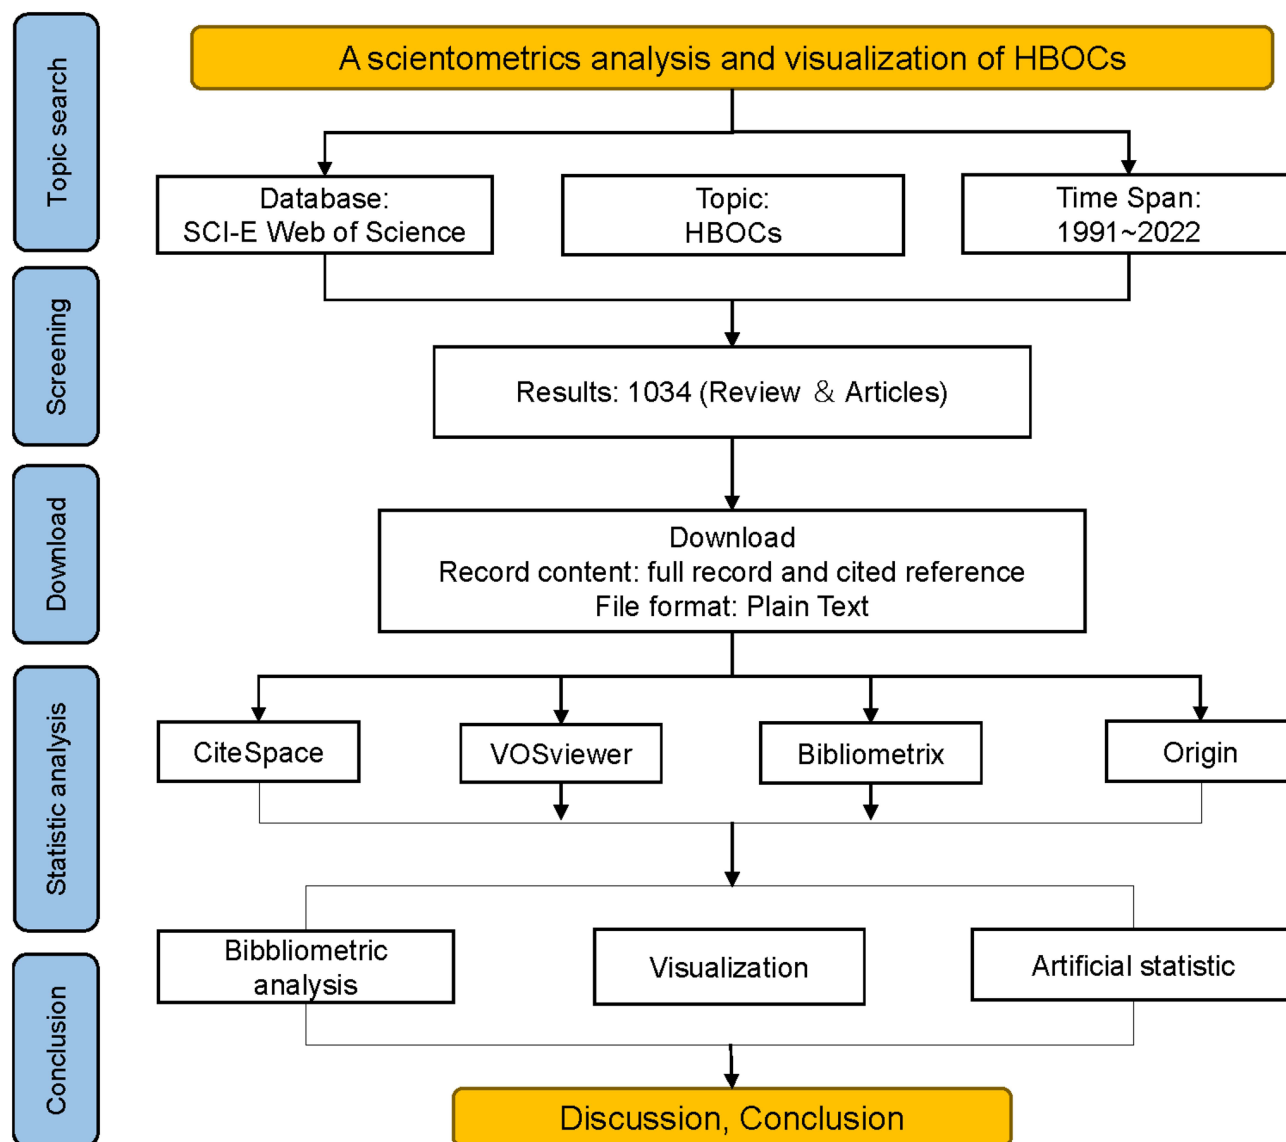 A scientometrics analysis and visualization of HBOCs
Topic search
Database:
SCI-E Web of Science
Topic:
HBOCs
Time Span:
1991~2022
Screening
Results: 1034 (Review & Articles)
Download
Download
Record content: full record and cited reference
File format: Plain Text
Statistic analysis
CiteSpace
VOSviewer
Bibliometrix
Origin
Bibbliometric
analysis
Visualization
Artificial statistic
Conclusion
Discussion, Conclusion